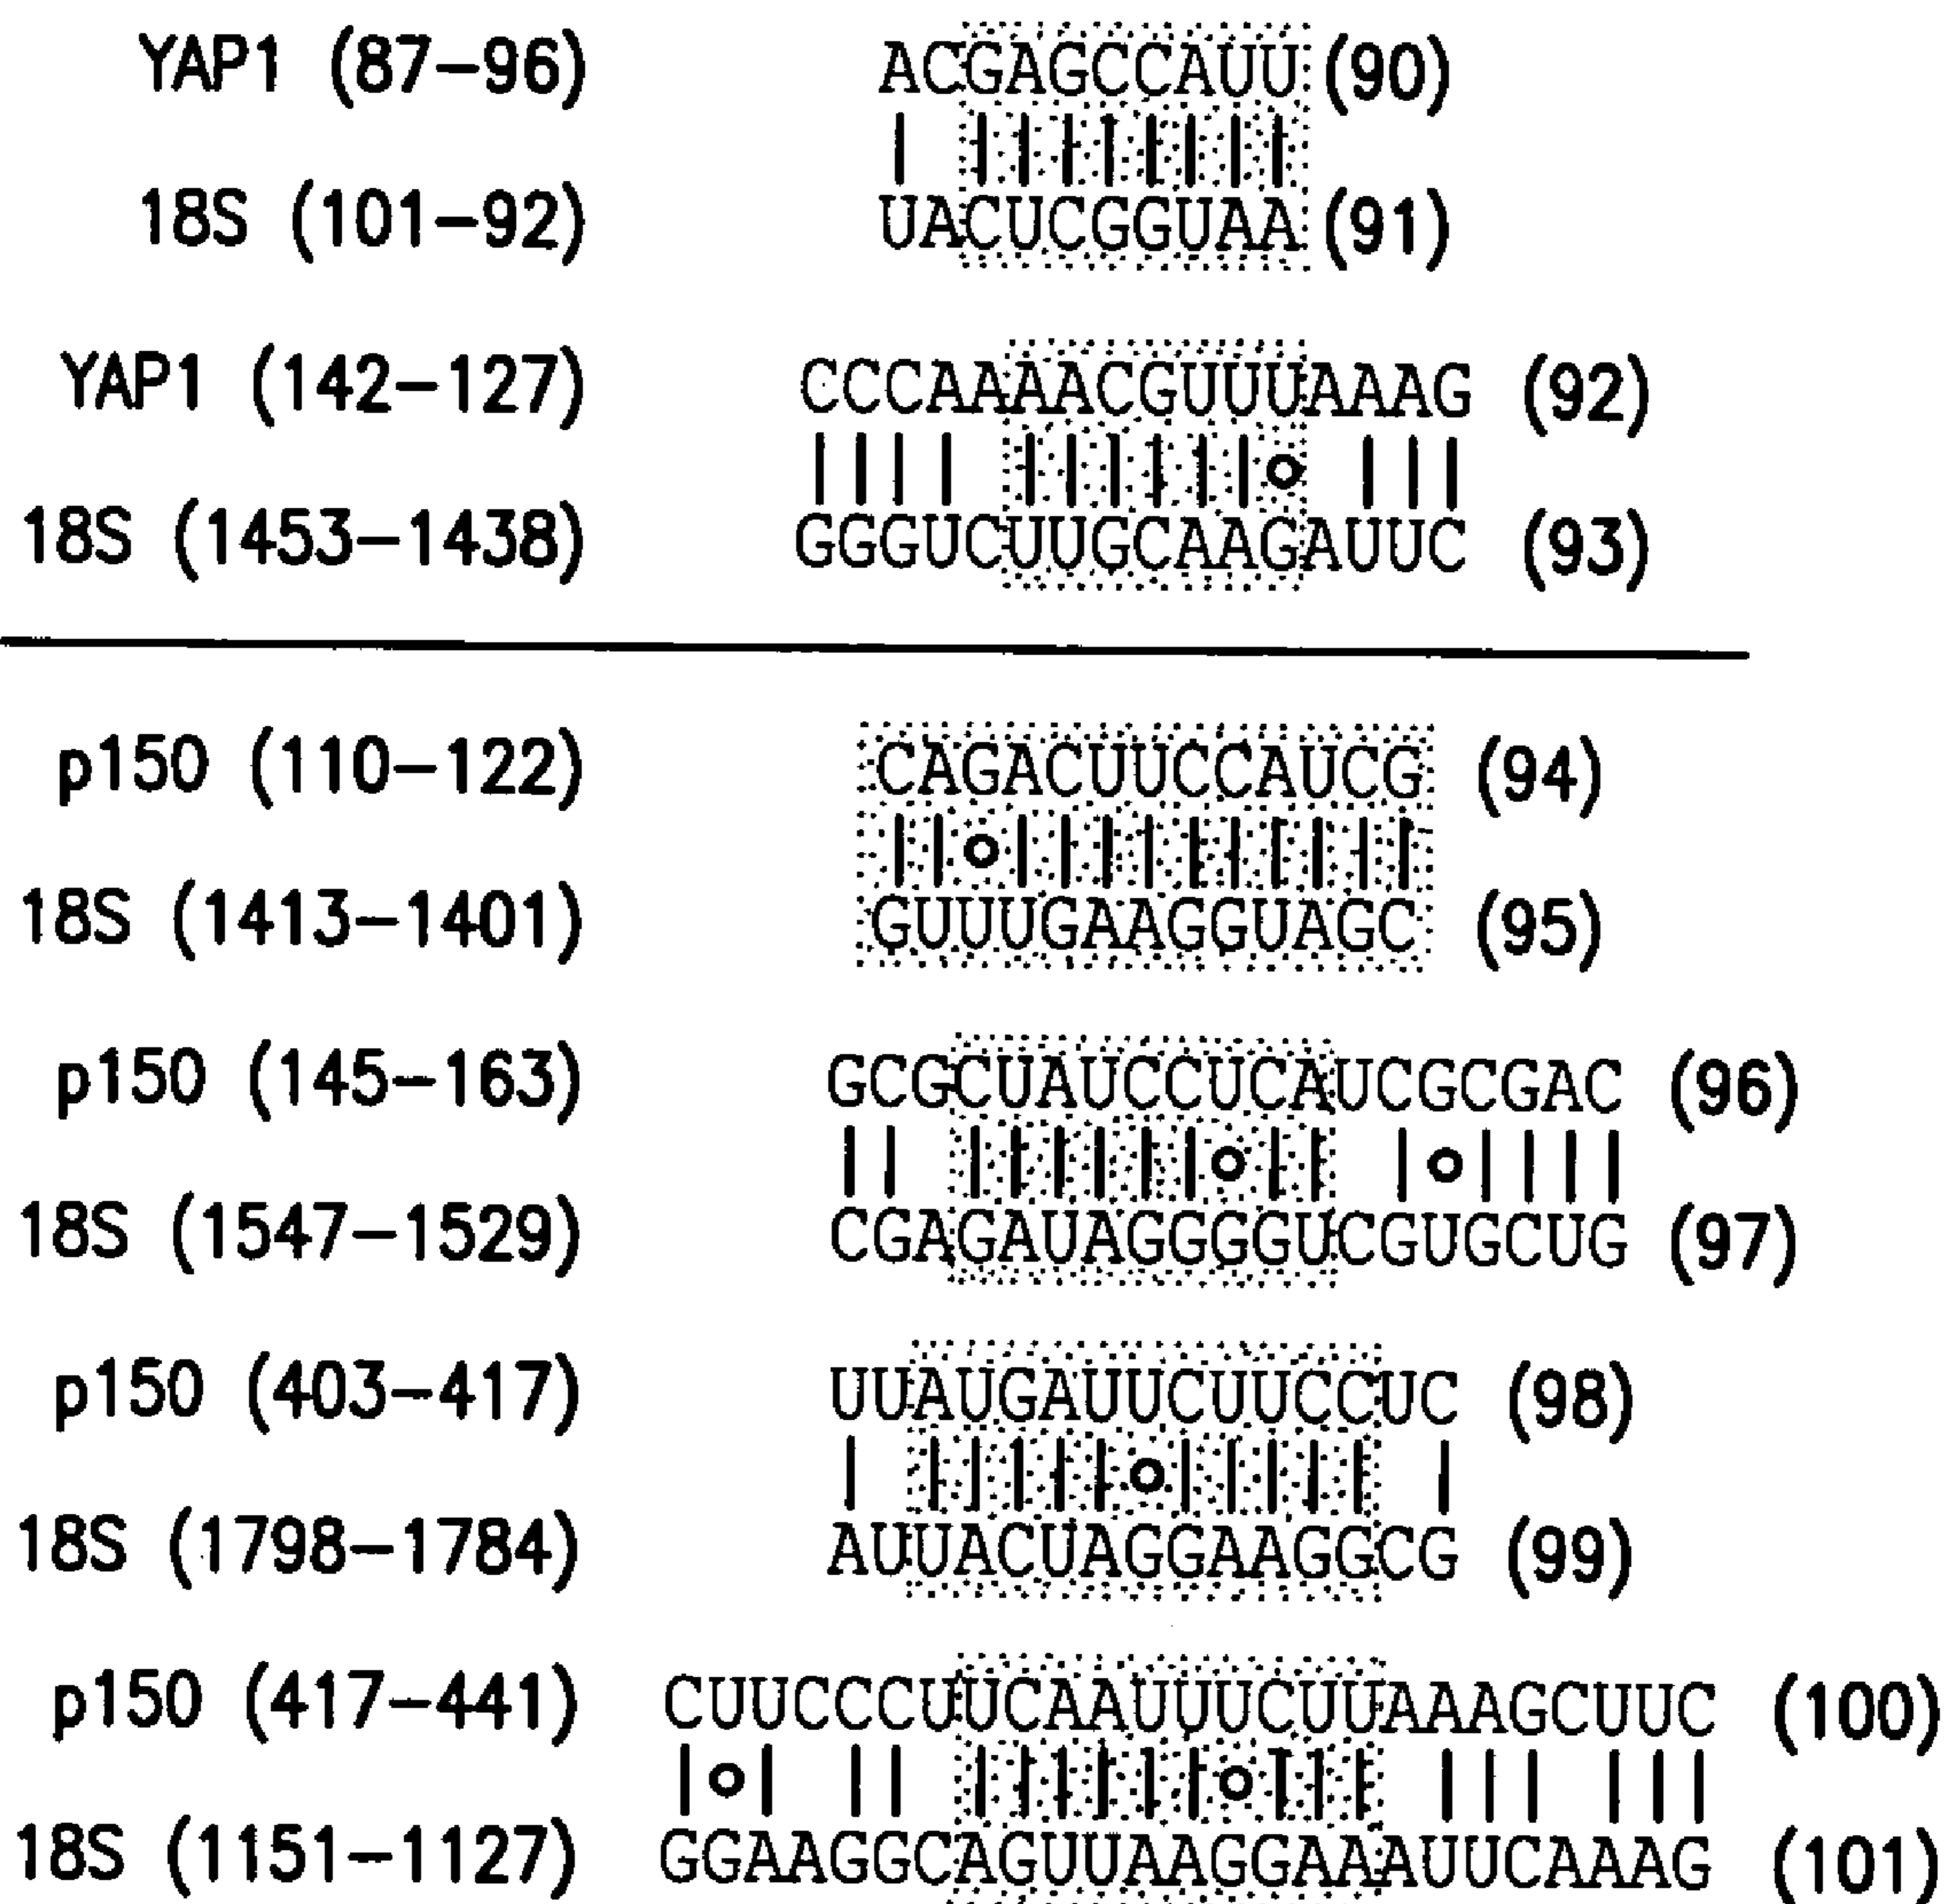 YAP1 (87–96) ACGAGCCAUU (90)
18S (101–92) UACUCGGUAA (91)
YAP1 (142–127) CCCAAAACGUUUAAAG (92)
18S (1453–1438) GGGUCUUGCAAGAUUC (93)
p150 (110–122) CAGACUUCCAUCG (94)
18S (1413–1401) GUUUGAAGGUAGC (95)
p150 (145–163) GCGCUAUCCUCAUCGCGAC (96)
18S (1547–1529) CGAGAUAGGGGUCGUGCUG (97)
p150 (403–417) UUAUGAUUCUUCCUC (98)
18S (1798–1784) AUUACUAGGAAGGCG (99)
p150 (417–441) CUUCCCUUCAAUUUCUUAAAGCUUC (100)
18S (1151–1127) GGAAGGCAGUUAAGGAAAUUCAAAG (101)